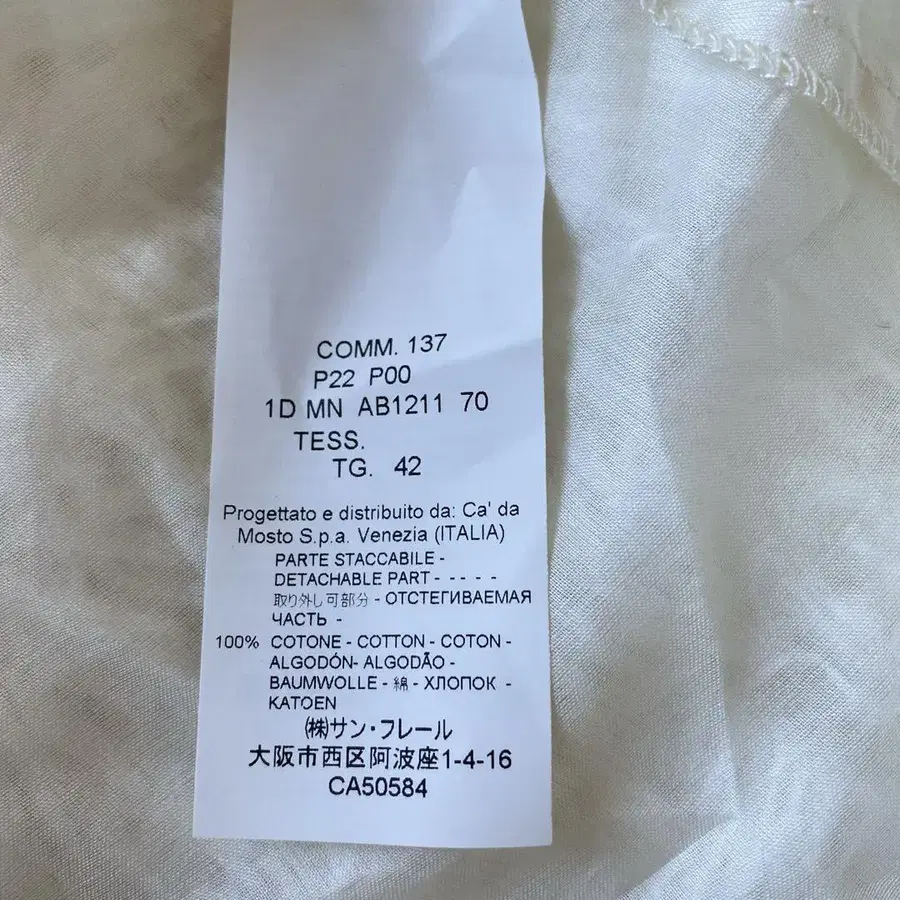 COMM. 137
P22 P00
1D MN AB1211 70
TESS.
TG. 42
Progettato e distribuito da: Ca' da
Mosto S.p.a. Venezia (ITALIA)
PARTE STACCABILE -
DETACHABLE PART - - - - -
取り外し可部分 - ОТСТЕГИВАЕМАЯ
ЧАСТЬ -
100% COTONE - COTTON - COTON -
ALGODÓN- ALGODÃO -
BAUMWOLLE - 綿 - ХЛОПОК -
KATOEN
㈱サン・フレール
大阪市西区阿波座1-4-16
CA50584